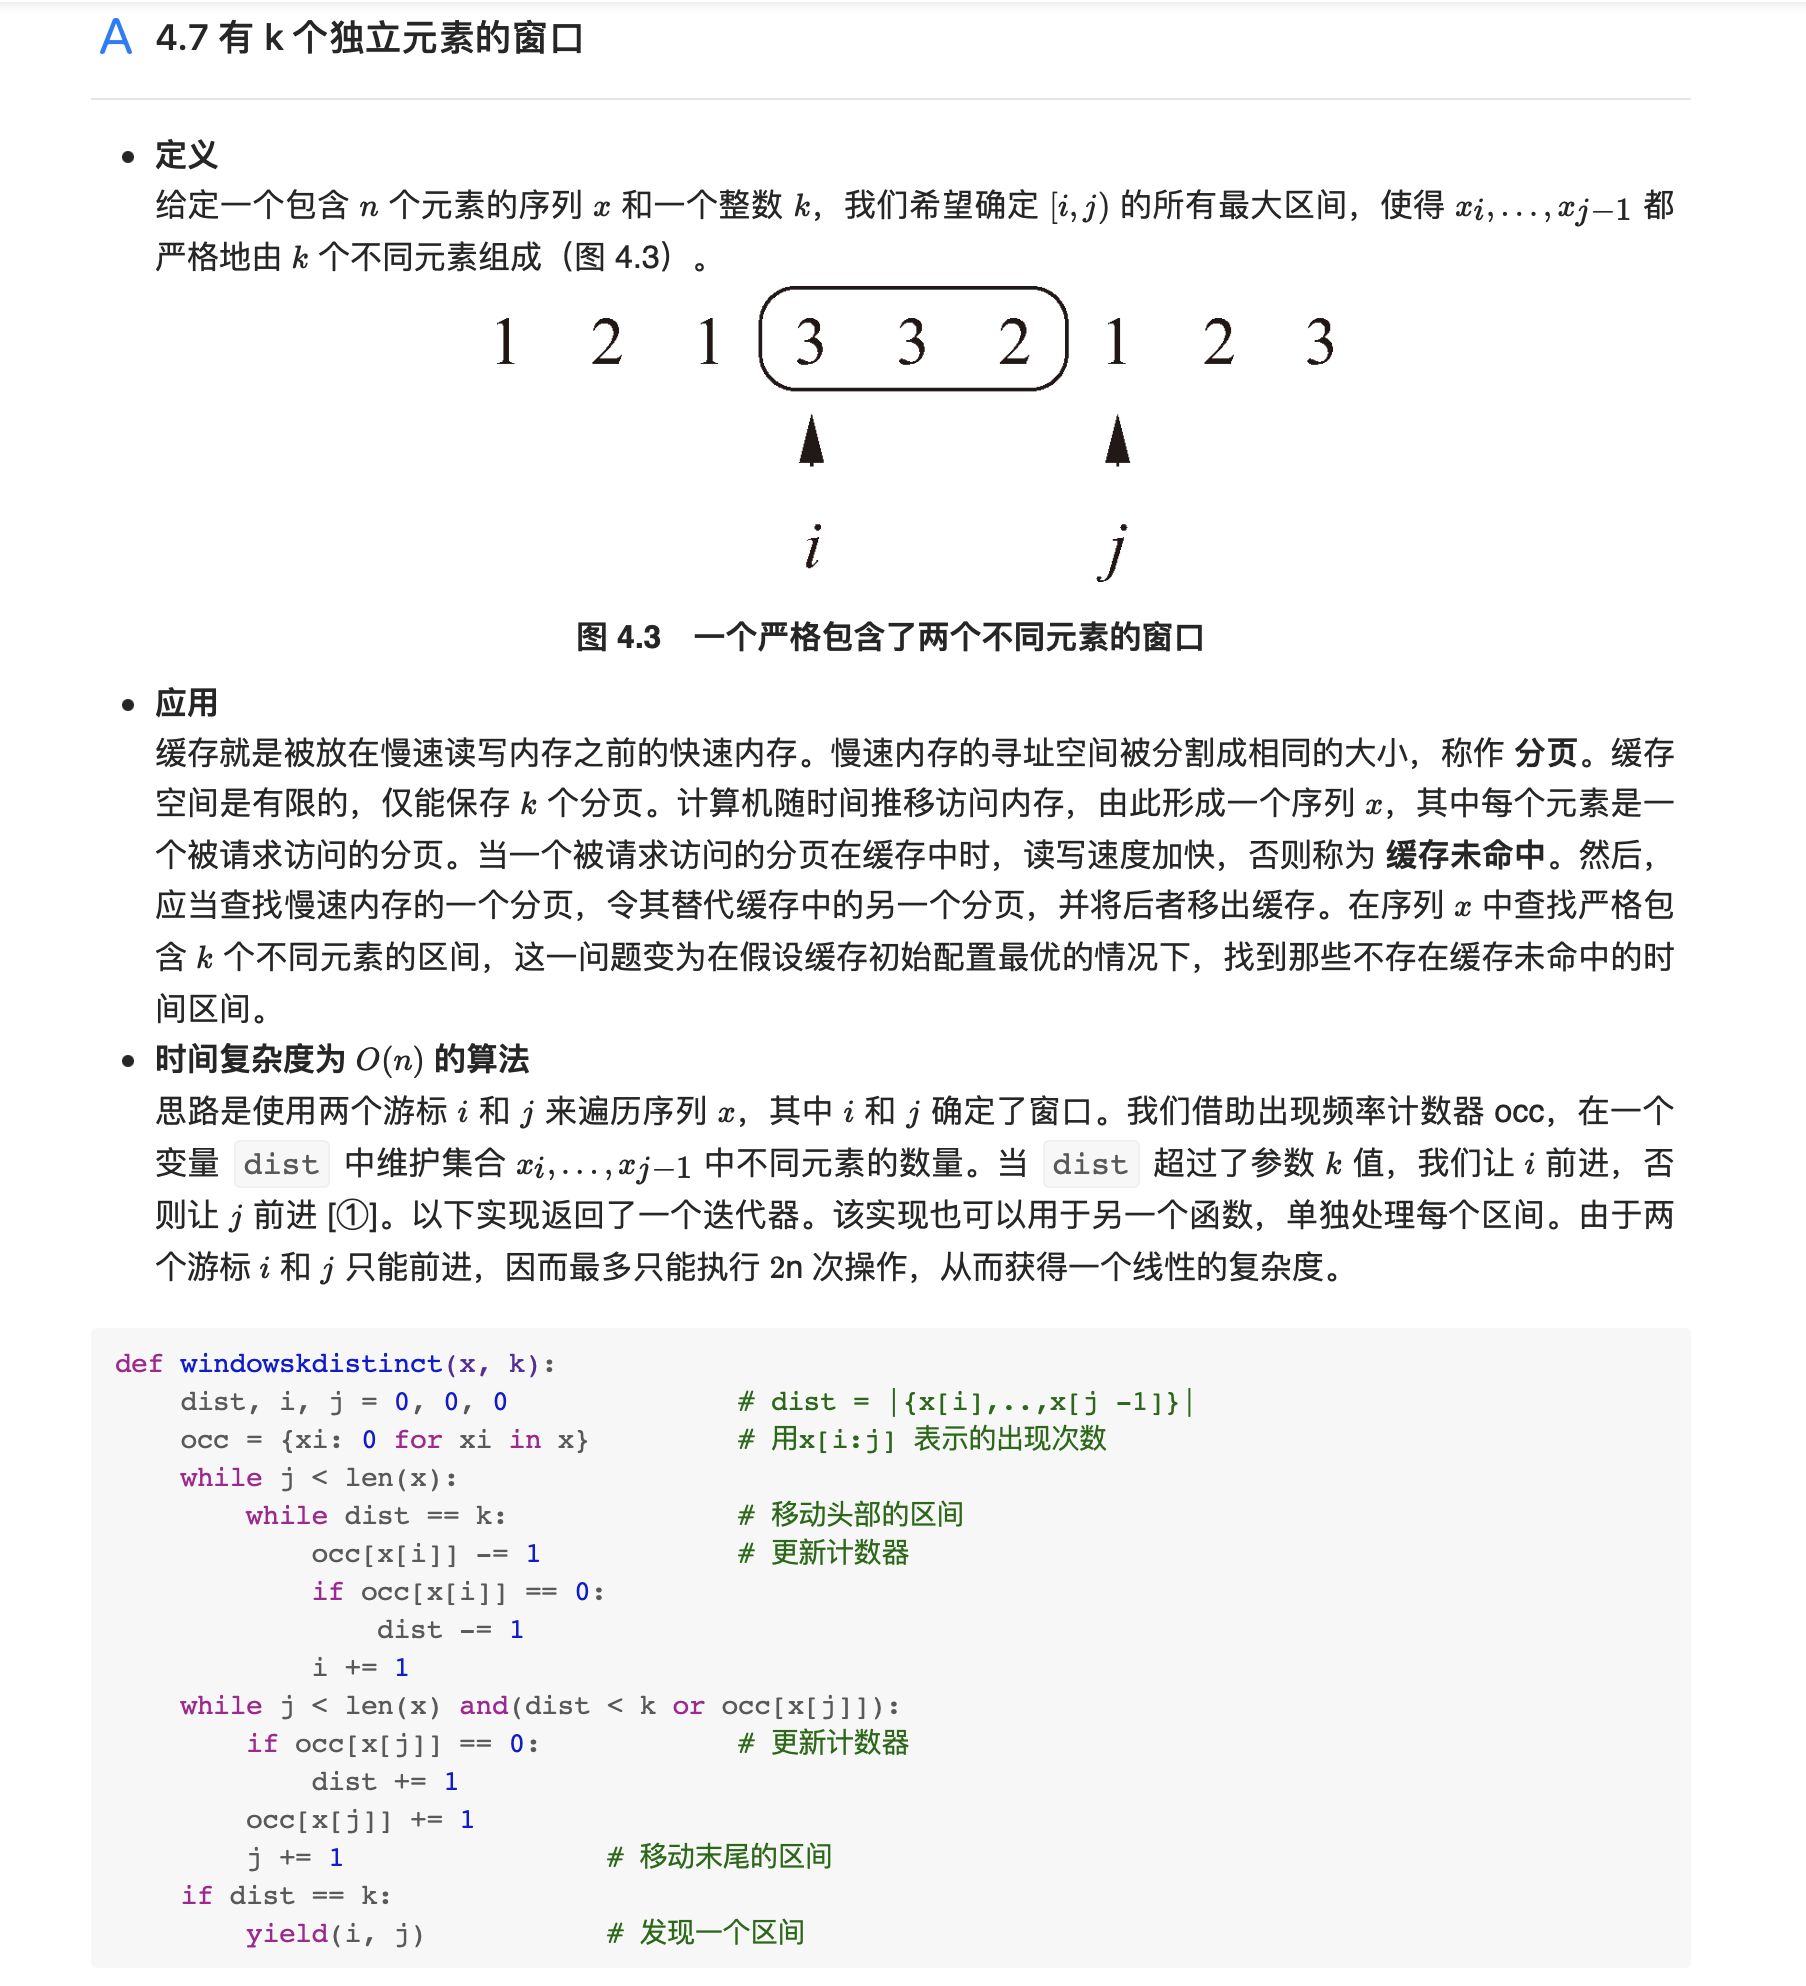 A 4.7 有 k 个独立元素的窗口
• 定义
给定一个包含 n 个元素的序列 x 和一个整数 k，我们希望确定 [i, j) 的所有最大区间，使得 xi, . . . , xj−1 都
严格地由 k 个不同元素组成（图 4.3）。
1 2 1 3 3 2 1 2 3
i j
图 4.3 一个严格包含了两个不同元素的窗口
• 应用
缓存就是被放在慢速读写内存之前的快速内存。慢速内存的寻址空间被分割成相同的大小，称作 分页。缓存
空间是有限的，仅能保存 k 个分页。计算机随时间推移访问内存，由此形成一个序列 x，其中每个元素是一
个被请求访问的分页。当一个被请求访问的分页在缓存中时，读写速度加快，否则称为 缓存未命中。然后，
应当查找慢速内存的一个分页，令其替代缓存中的另一个分页，并将后者移出缓存。在序列 x 中查找严格包
含 k 个不同元素的区间，这一问题变为在假设缓存初始配置最优的情况下，找到那些不存在缓存未命中的时
间区间。
• 时间复杂度为 O(n) 的算法
思路是使用两个游标 i 和 j 来遍历序列 x，其中 i 和 j 确定了窗口。我们借助出现频率计数器 occ，在一个
变量 dist 中维护集合 xi, . . . , xj−1 中不同元素的数量。当 dist 超过了参数 k 值，我们让 i 前进，否
则让 j 前进 [①]。以下实现返回了一个迭代器。该实现也可以用于另一个函数，单独处理每个区间。由于两
个游标 i 和 j 只能前进，因而最多只能执行 2n 次操作，从而获得一个线性的复杂度。
def windowskdistinct(x, k):
    dist, i, j = 0, 0, 0              # dist = |{x[i],..,x[j -1]}|
    occ = {xi: 0 for xi in x}         # 用x[i:j] 表示的出现次数
    while j < len(x):
        while dist == k:              # 移动头部的区间
            occ[x[i]] -= 1            # 更新计数器
            if occ[x[i]] == 0:
                dist -= 1
            i += 1
    while j < len(x) and(dist < k or occ[x[j]]):
        if occ[x[j]] == 0:            # 更新计数器
            dist += 1
        occ[x[j]] += 1
        j += 1                # 移动末尾的区间
    if dist == k:
        yield(i, j)           # 发现一个区间